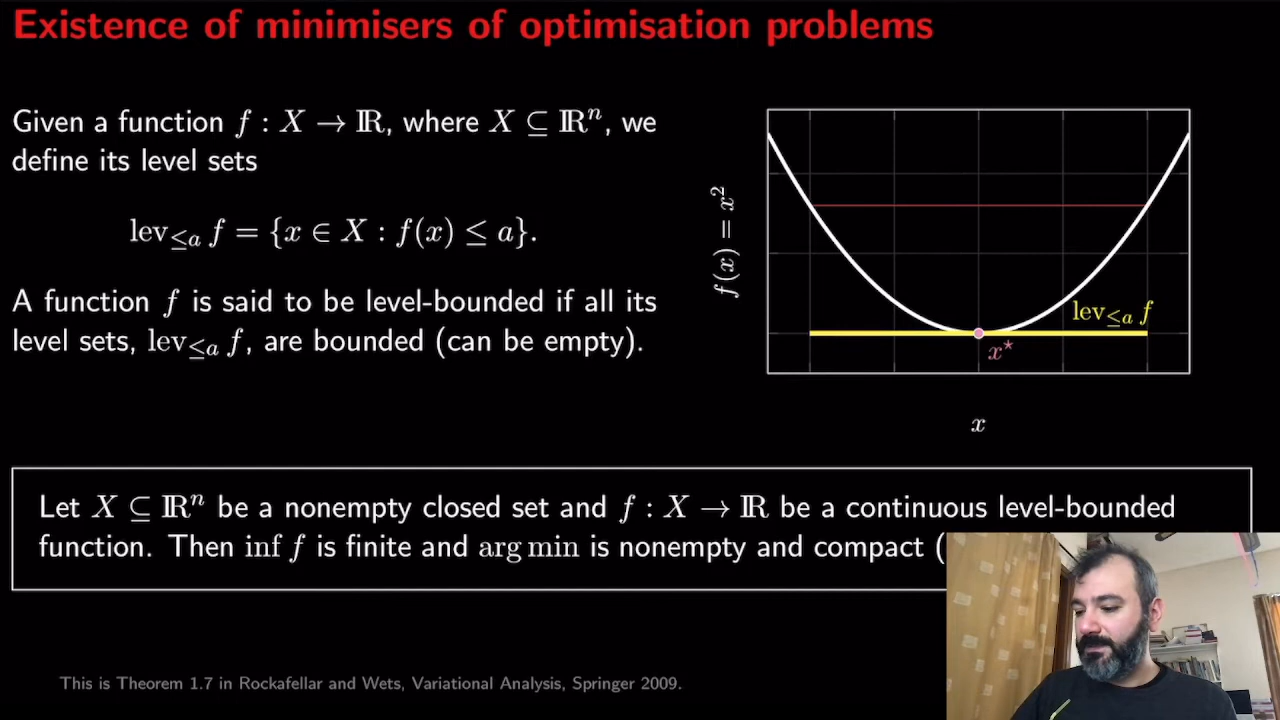 Existence of minimisers of optimisation problems
Given a function f : X → ℝ, where X ⊆ ℝⁿ, we
define its level sets
lev≤a f = {x ∈ X : f(x) ≤ a}.
A function f is said to be level-bounded if all its
level sets, lev≤a f, are bounded (can be empty).
f(x) = x²
lev≤a f
x⋆
x
Let X ⊆ ℝⁿ be a nonempty closed set and f : X → ℝ be a continuous level-bounded
function. Then inf f is finite and arg min is nonempty and compact (
This is Theorem 1.7 in Rockafellar and Wets, Variational Analysis, Springer 2009.